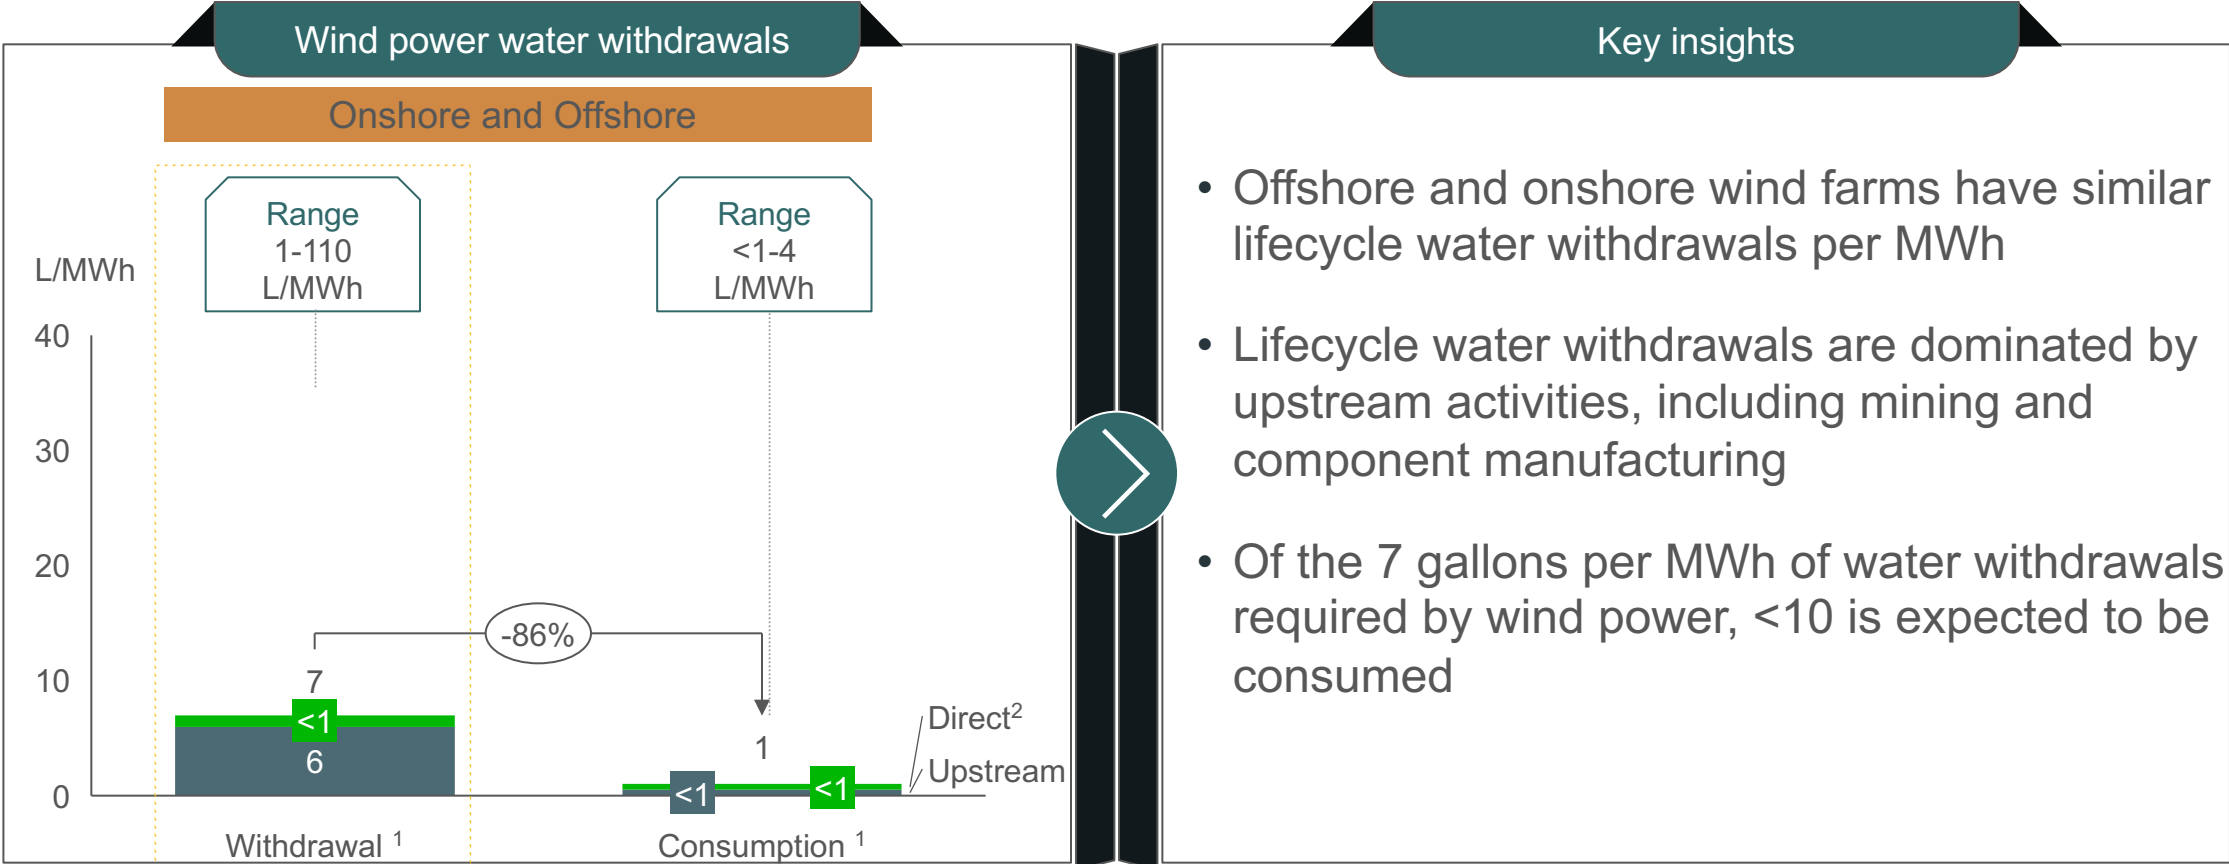 Wind power water withdrawals
Onshore and Offshore
Range
1-110
L/MWh
Range
<1-4
L/MWh
L/MWh
40
30
20
10
0
-86%
7
<1
6
1
<1
<1
Direct²
Upstream
Withdrawal ¹
Consumption ¹
Key insights
• Offshore and onshore wind farms have similar
lifecycle water withdrawals per MWh
• Lifecycle water withdrawals are dominated by
upstream activities, including mining and
component manufacturing
• Of the 7 gallons per MWh of water withdrawals
required by wind power, <10 is expected to be
consumed